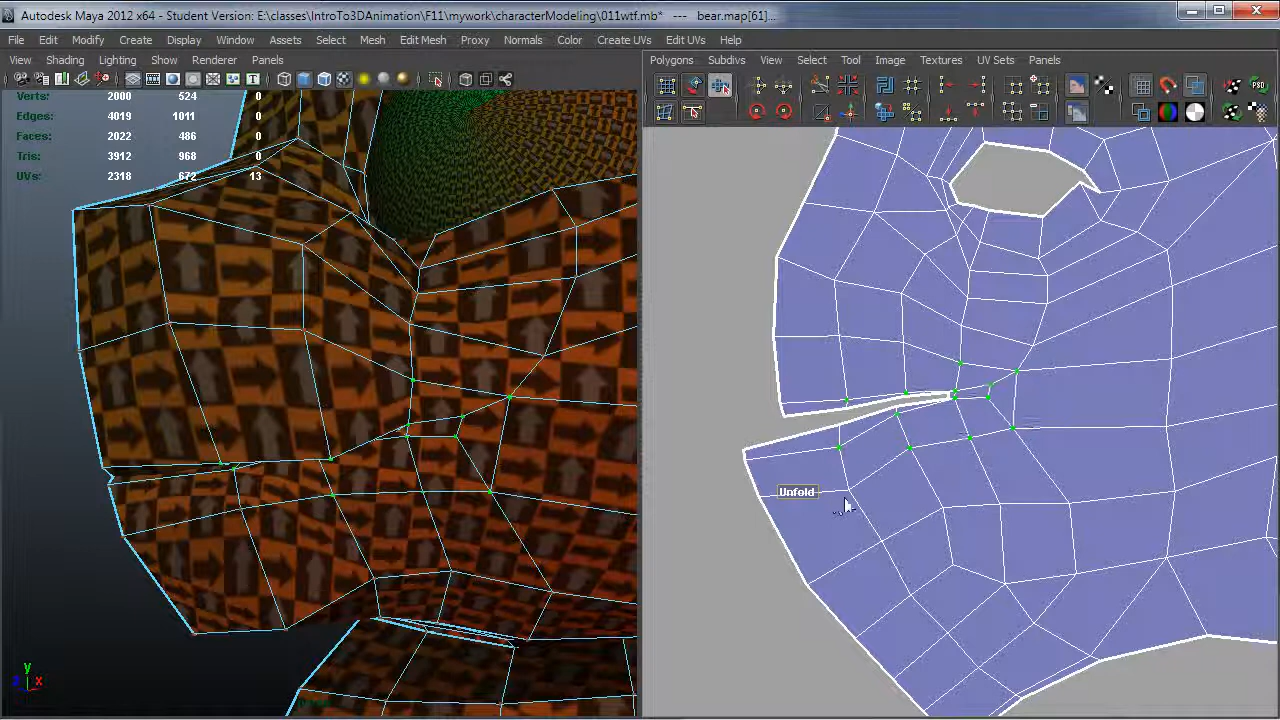 Autodesk Maya 2012 x64 - Student Version: E:\classes\IntroTo3DAnimation\F11\mywork\characterModeling\011wtf.mb* --- bear.map[61]...
File Edit Modify Create Display Window Assets Select Mesh Edit Mesh Proxy Normals Color Create UVs Edit UVs Help
View Shading Lighting Show Renderer Panels
Polygons Subdivs View Select Tool Image Textures UV Sets Panels
Verts: 2000 524 0
Edges: 4019 1011 0
Faces: 2022 486 0
Tris: 3912 968 0
UVs: 2318 672 13
Unfold
y
z x